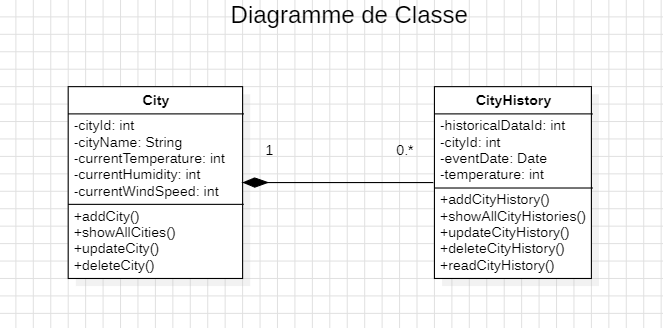 Diagramme de Classe
City
-cityId: int
-cityName: String
-currentTemperature: int
-currentHumidity: int
-currentWindSpeed: int
+addCity()
+showAllCities()
+updateCity()
+deleteCity()
1
0.*
CityHistory
-historicalDataId: int
-cityId: int
-eventDate: Date
-temperature: int
+addCityHistory()
+showAllCityHistories()
+updateCityHistory()
+deleteCityHistory()
+readCityHistory()